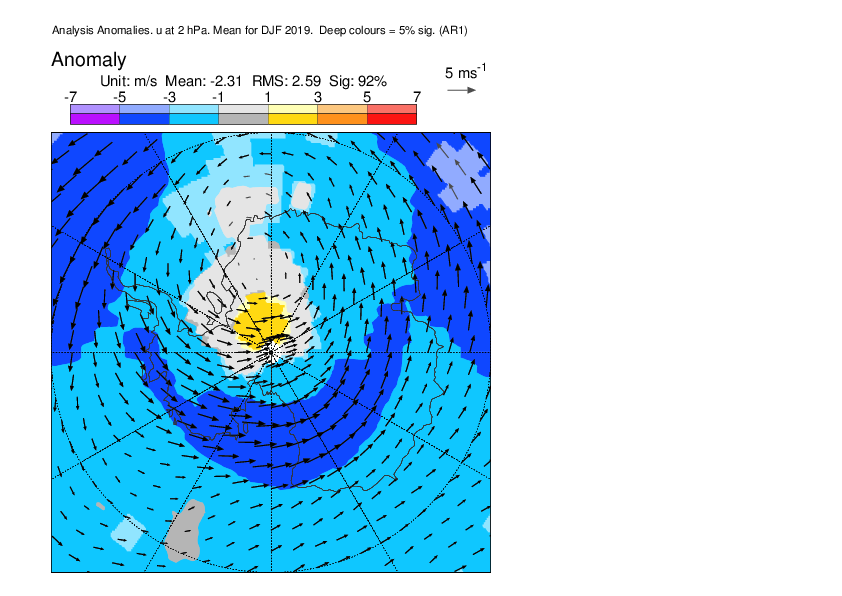 Analysis Anomalies. u at 2 hPa. Mean for DJF 2019.  Deep colours = 5% sig. (AR1)
Anomaly
5 ms-1
Unit: m/s  Mean: -2.31  RMS: 2.59  Sig: 92%
-7 -5 -3 -1 1 3 5 7